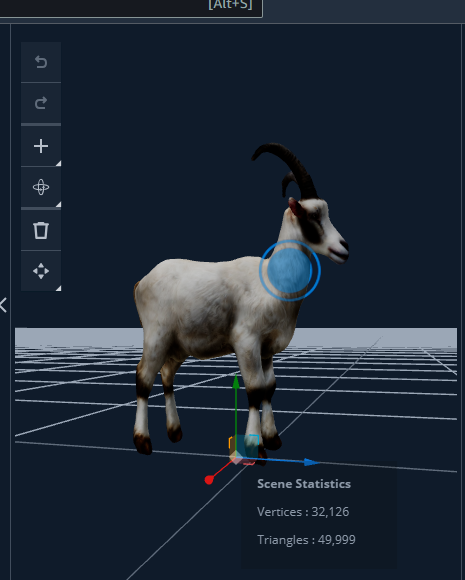 [Alt+S]
Scene Statistics
Vertices : 32,126
Triangles : 49,999